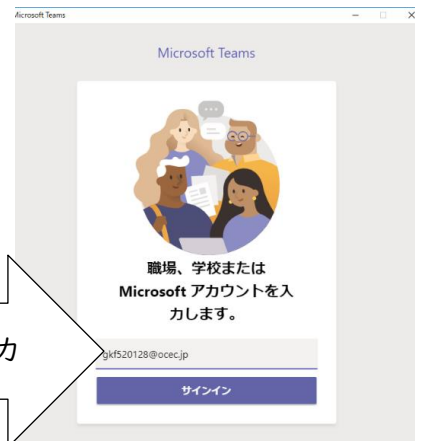 Microsoft Teams
Microsoft Teams
職場、学校または
Microsoft アカウントを入
力します。
力
gkf520128@ocec.jp
サインイン